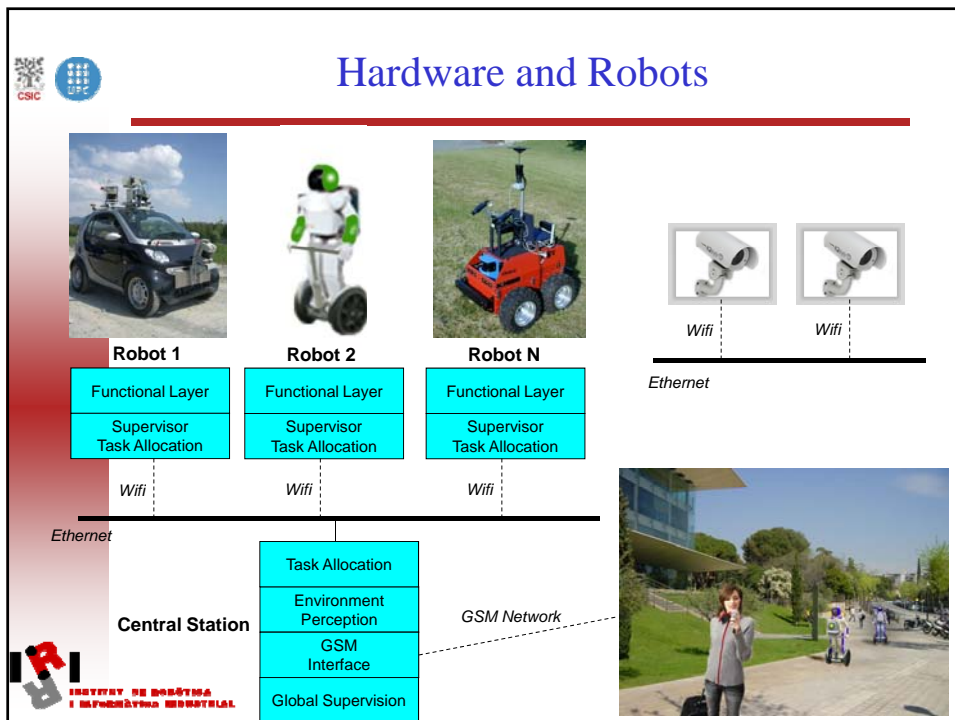 Hardware and Robots
CSIC
UPC
Robot 1
Robot 2
Robot N
Functional Layer
Functional Layer
Functional Layer
Supervisor
Task Allocation
Supervisor
Task Allocation
Supervisor
Task Allocation
Wifi
Wifi
Wifi
Wifi
Wifi
Ethernet
Ethernet
Task Allocation
Environment
Perception
GSM
Interface
Global Supervision
Central Station
GSM Network
IRI
INSTITUT DE ROBÒTICA
I INFORMÀTICA INDUSTRIAL